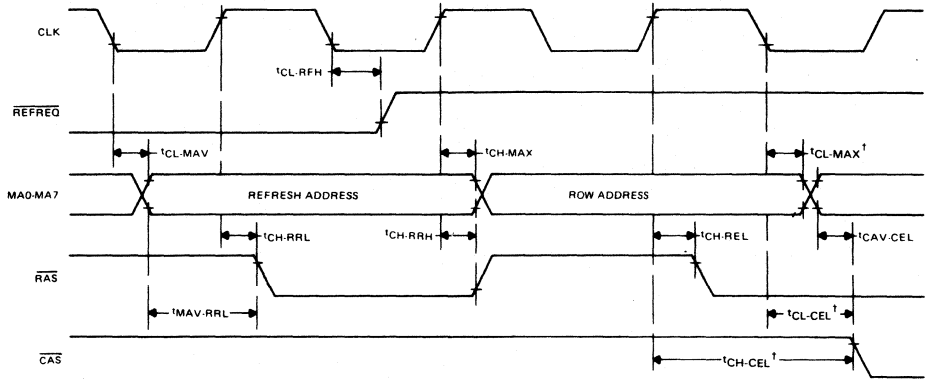 CLK
tCL-RFH
REFREQ
tCL-MAV
tCH-MAX
tCL-MAX†
MA0-MA7
REFRESH ADDRESS
ROW ADDRESS
tCH-RRL
tCH-RRH
tCH-REL
tCAV-CEL
RAS
tMAV-RRL
tCL-CEL†
CAS
tCH-CEL†